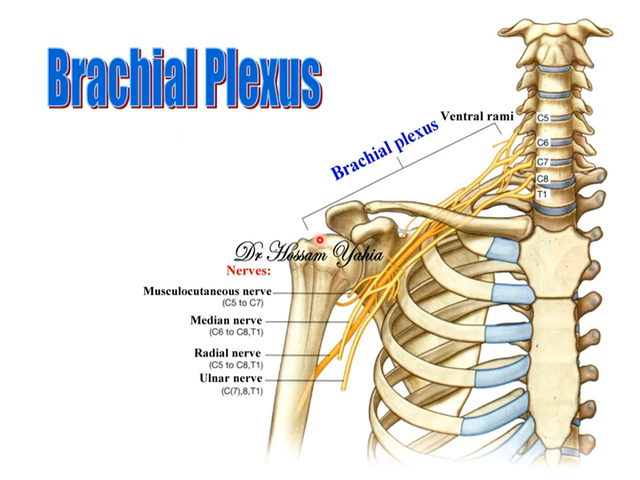 Brachial Plexus
Ventral rami
Brachial plexus
C5
C6
C7
C8
T1
Dr Hossam Yahia
Nerves:
Musculocutaneous nerve
(C5 to C7)
Median nerve
(C6 to C8,T1)
Radial nerve
(C5 to C8,T1)
Ulnar nerve
(C(7),8,T1)